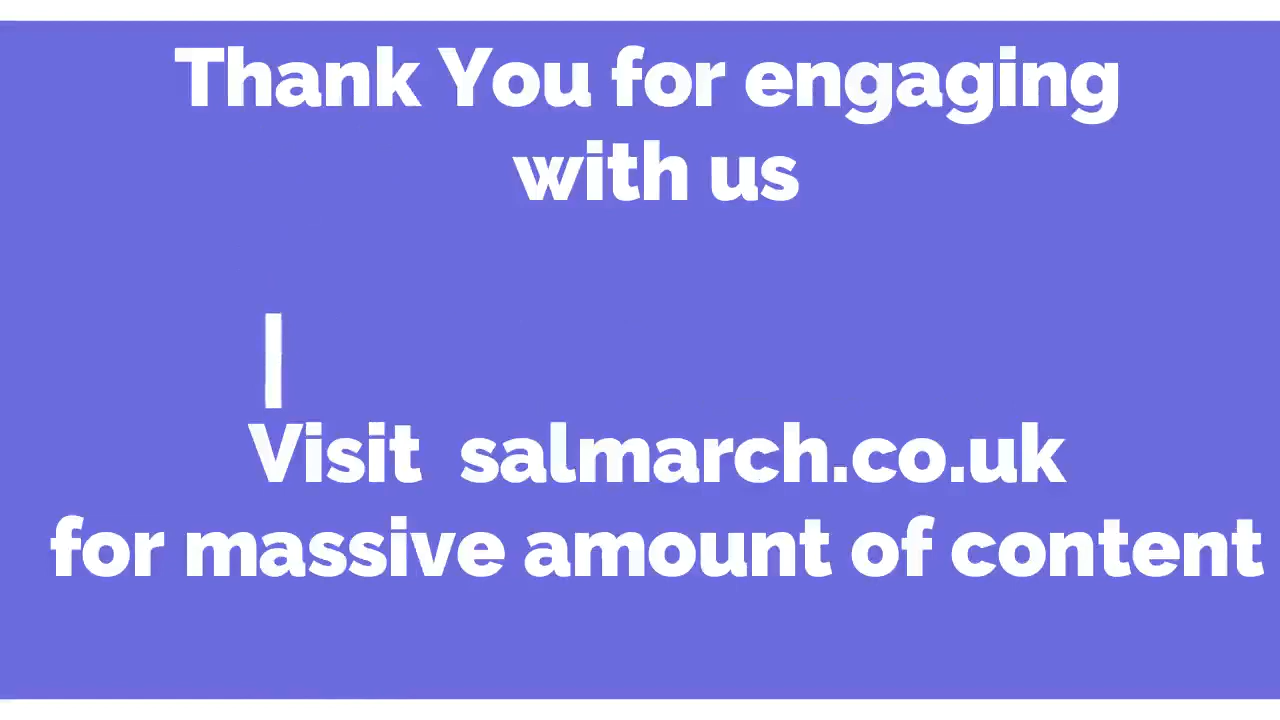 Thank You for engaging
with us
Visit salmarch.co.uk
for massive amount of content